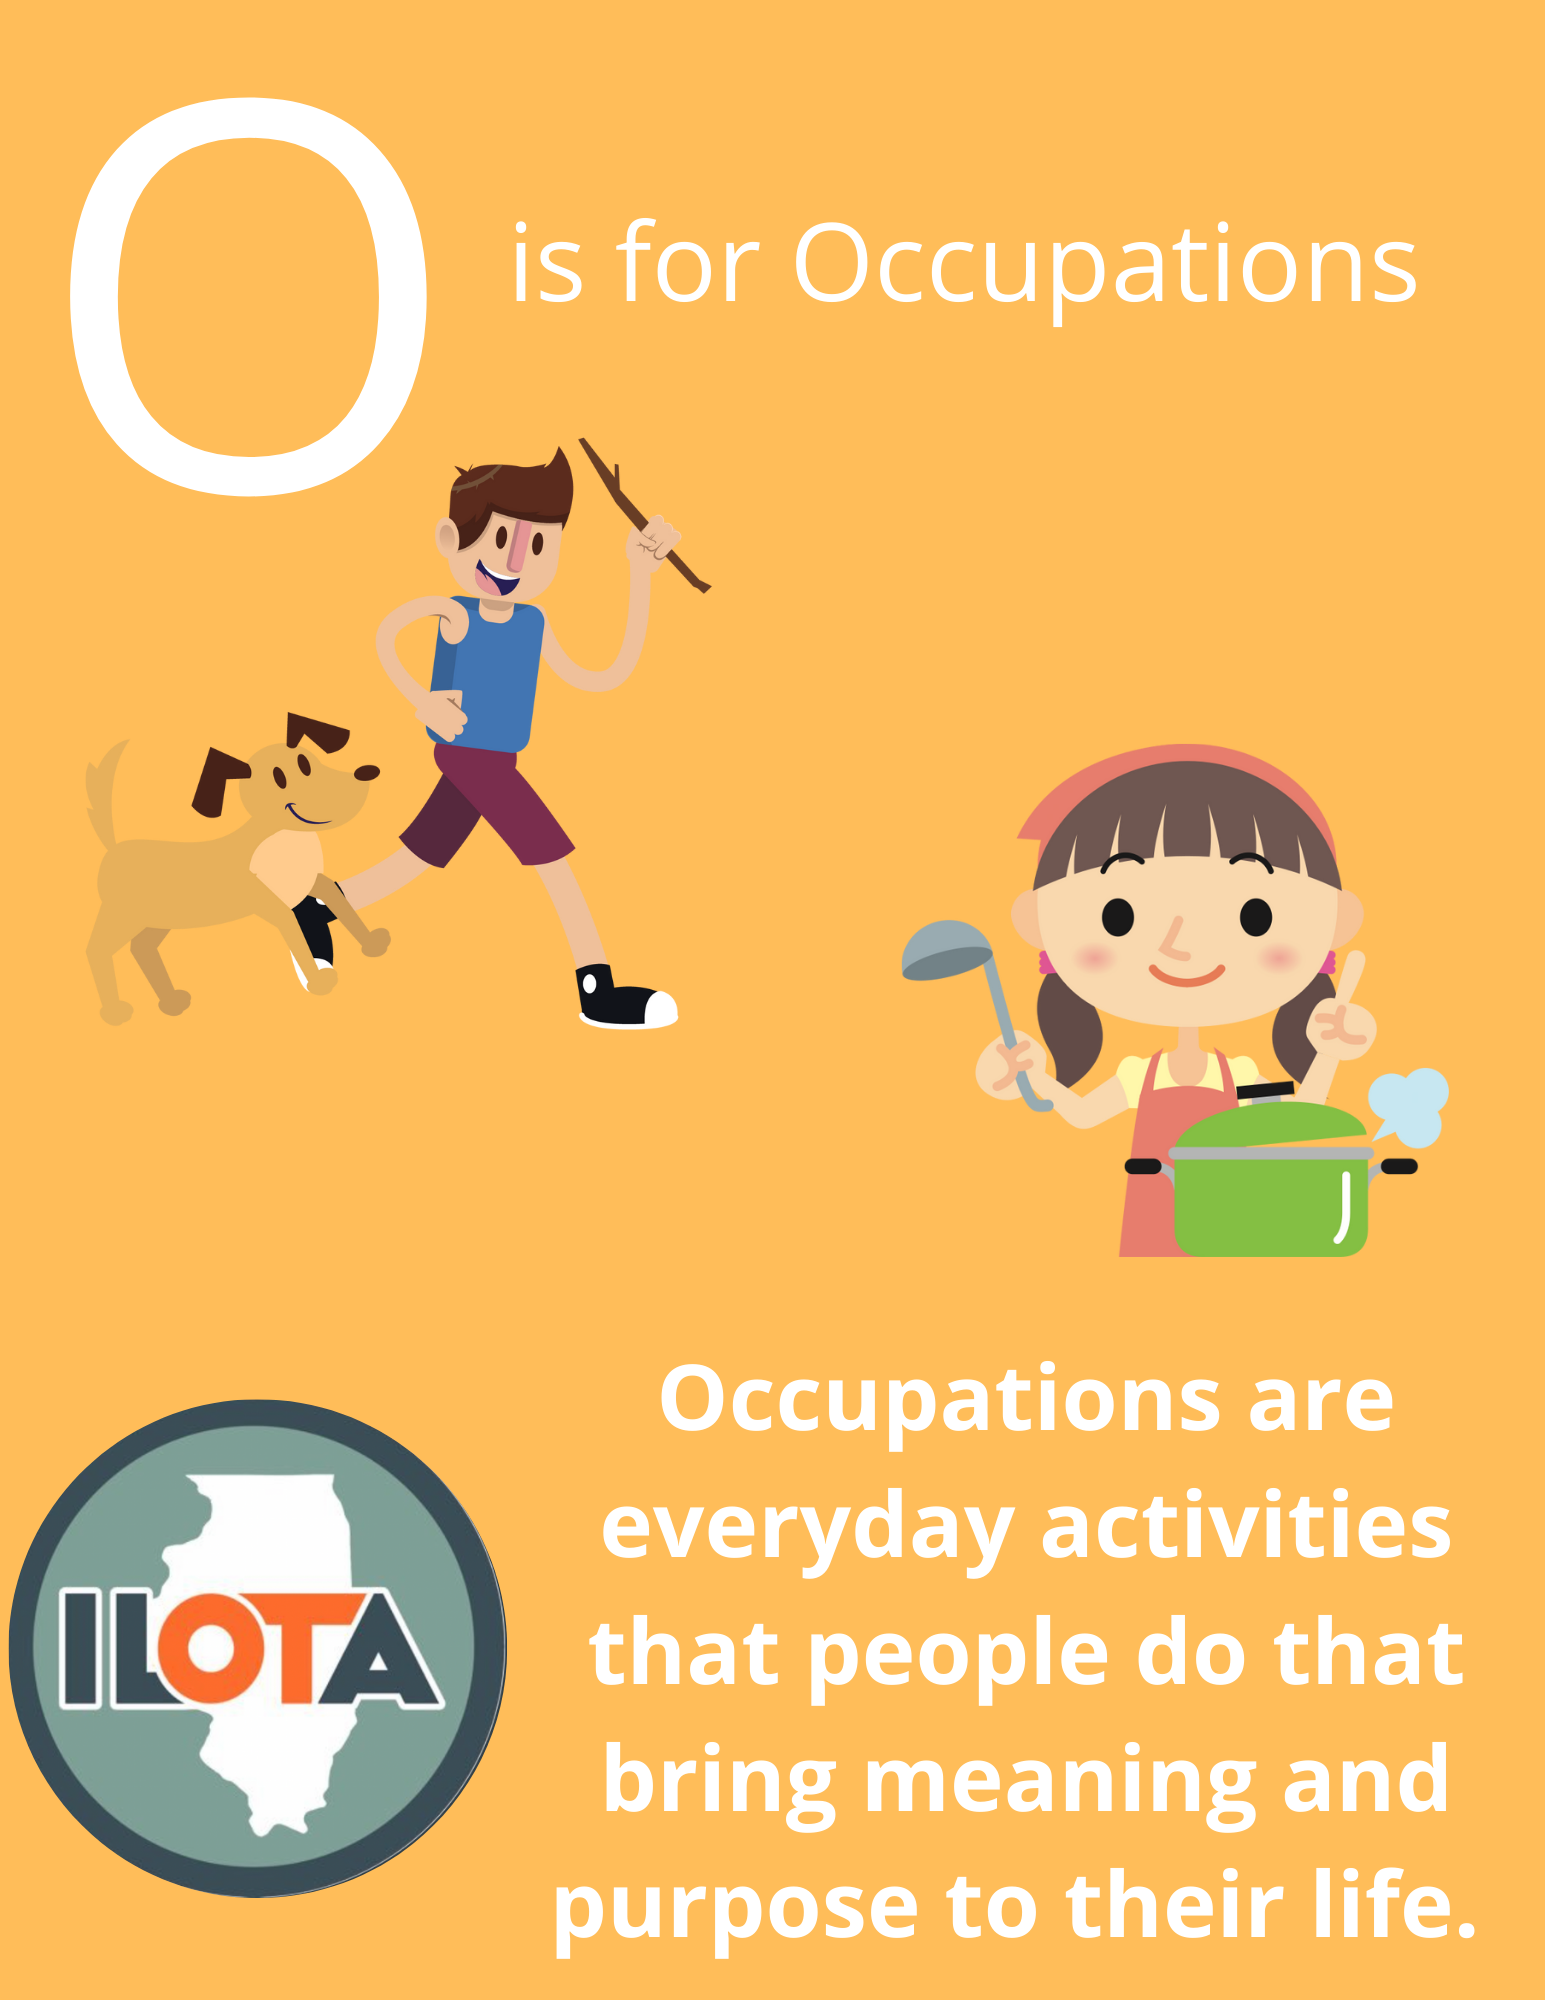 O
is for Occupations
Occupations are
everyday activities
that people do that
bring meaning and
purpose to their life.
ILOTA